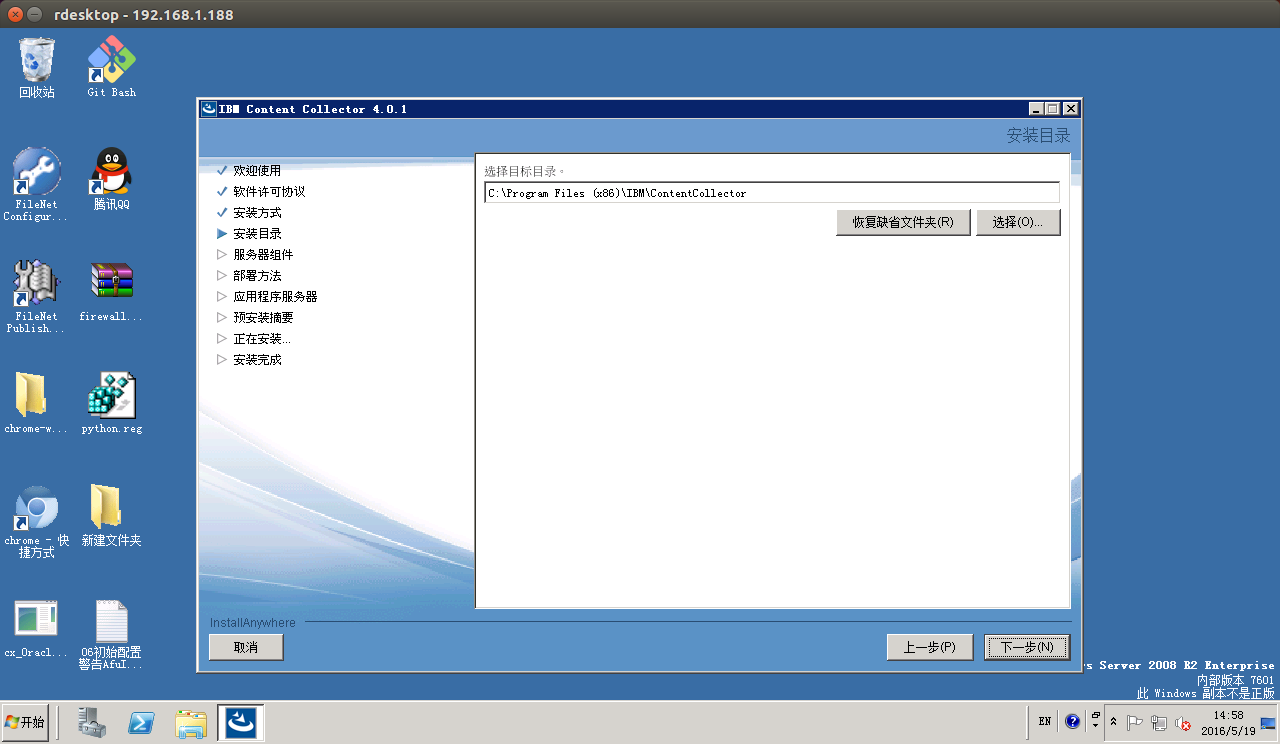 rdesktop - 192.168.1.188
回收站
Git Bash
FileNet
Configur...
腾讯QQ
FileNet
Publish...
firewall...
chrome-w...
python.reg
chrome - 快
捷方式
新建文件夹
cx_Oracl...
06初始配置
警告AfuI...
IBM Content Collector 4.0.1
安装目录
欢迎使用
软件许可协议
安装方式
安装目录
服务器组件
部署方法
应用程序服务器
预安装摘要
正在安装...
安装完成
选择目标目录。
C:\Program Files (x86)\IBM\ContentCollector
恢复缺省文件夹(R)
选择(O)...
InstallAnywhere
取消
上一步(P)
下一步(N)
s Server 2008 R2 Enterprise
内部版本 7601
此 Windows 副本不是正版
开始
EN
14:58
2016/5/19